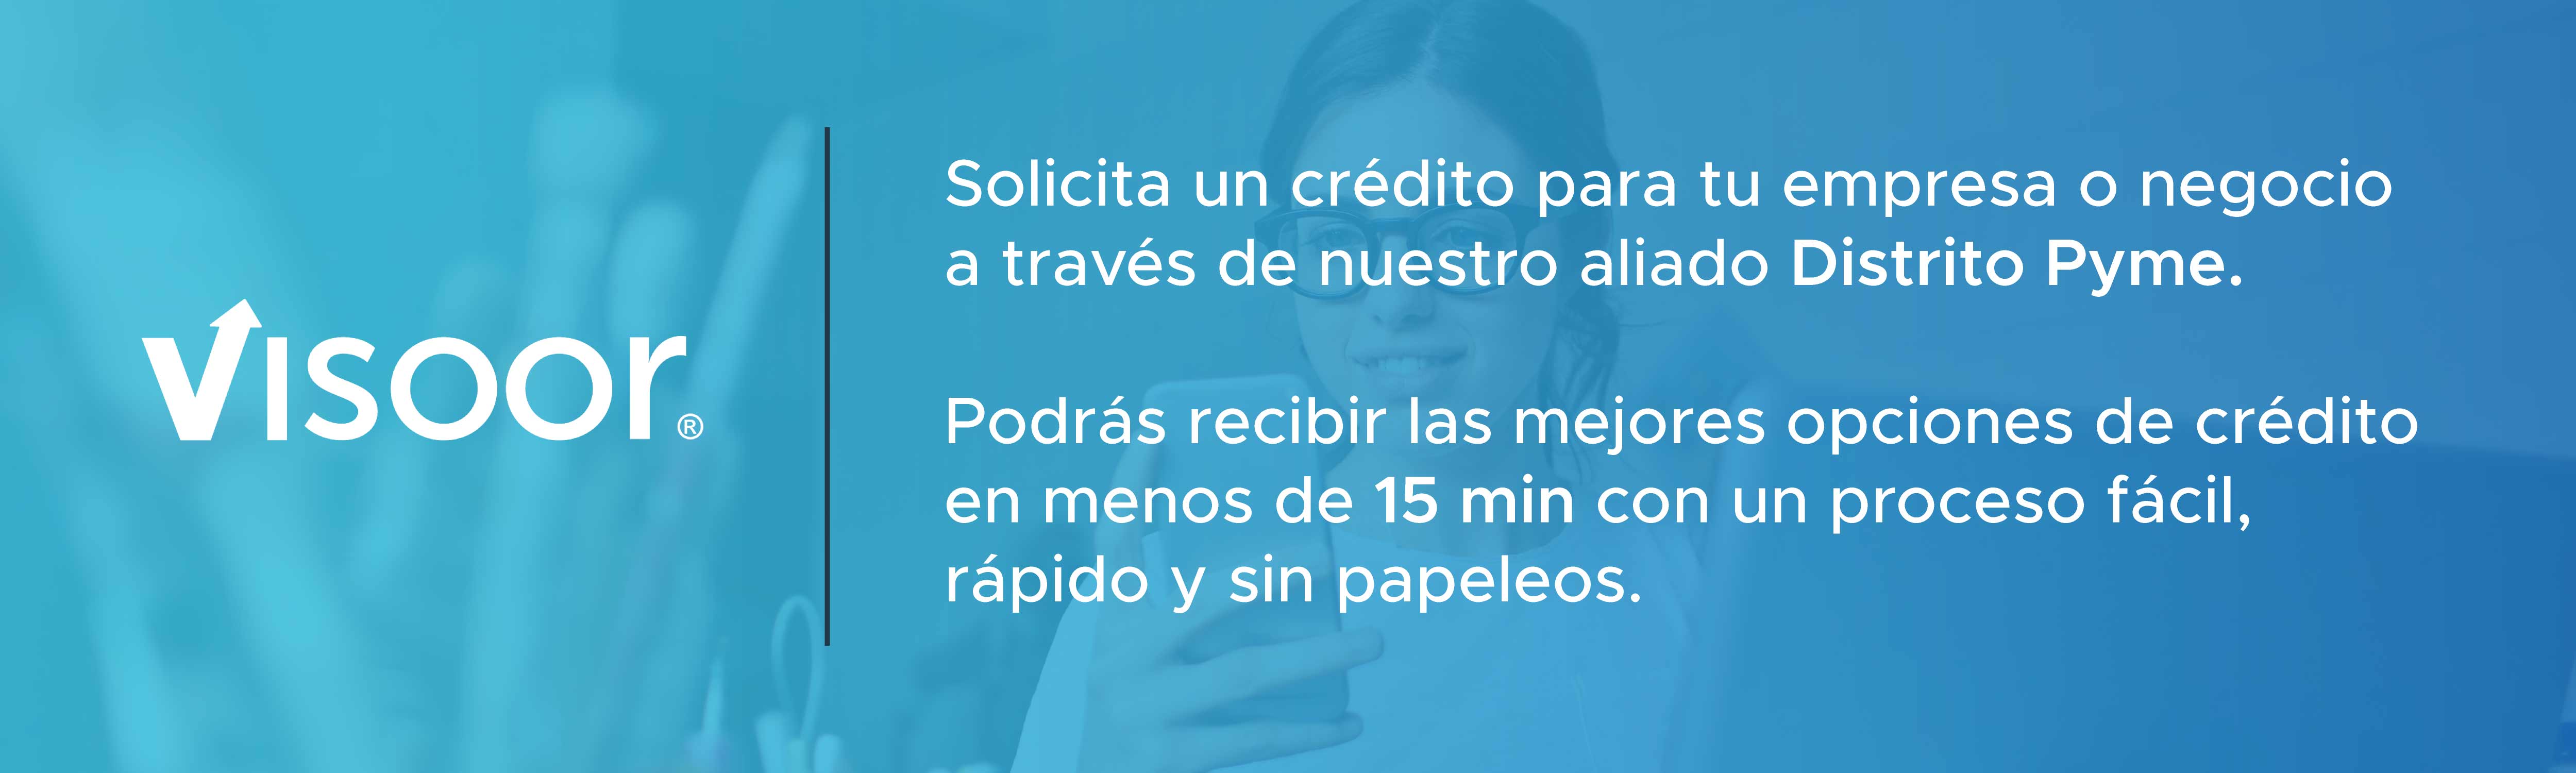 visoor®
Solicita un crédito para tu empresa o negocio
a través de nuestro aliado Distrito Pyme.
Podrás recibir las mejores opciones de crédito
en menos de 15 min con un proceso fácil,
rápido y sin papeleos.